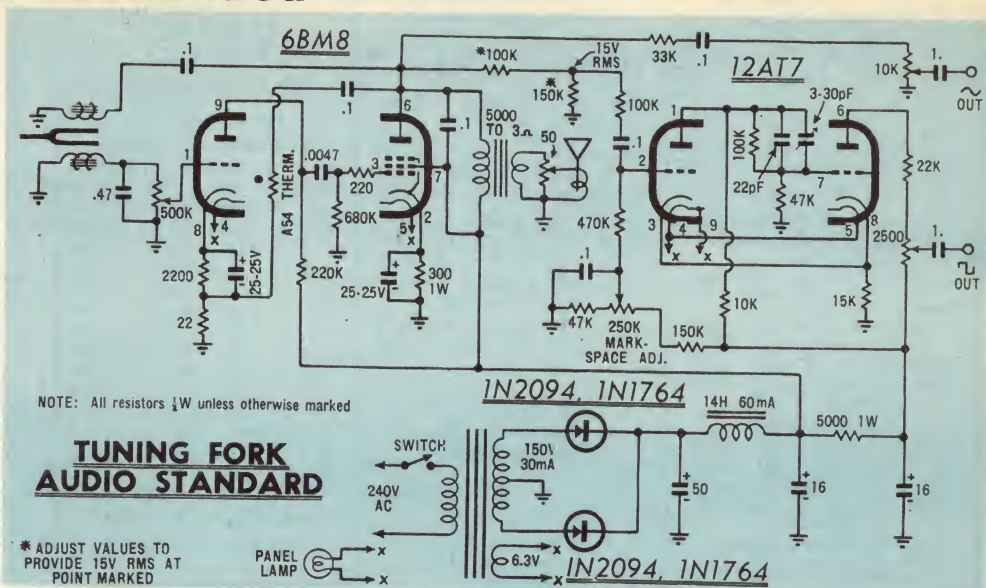 6BM8
12AT7
.1
*100K
15V
RMS
33K
.1
10K
1.
OUT
*
150K
100K
3-30pF
.1
5000
TO 3Ω
50
9
1
6
.1
.0047
3
220
7
680K
2
5
X
.47
500K
8
4
X
A54 THERM.
220K
2200
25-25V
22
25-25V
300
1W
.1
2
1
100K
22pF
47K
7
6
22K
470K
3
4
9
X
X
5
X
8
2500
1.
OUT
.1
47K
250K
MARK-
SPACE ADJ.
150K
10K
15K
NOTE: All resistors ½W unless otherwise marked
TUNING FORK
AUDIO STANDARD
* ADJUST VALUES TO
PROVIDE 15V RMS AT
POINT MARKED
SWITCH
240V
AC
PANEL
LAMP
X
X
1N2094, 1N1764
150V
30mA
6.3V
X
X
1N2094, 1N1764
14H 60mA
5000 1W
50
16
16